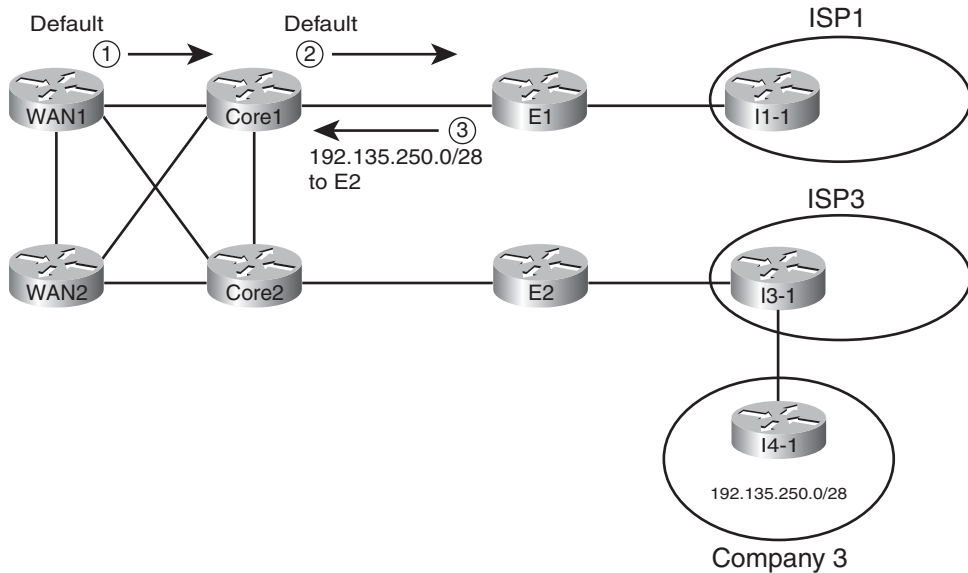 ISP1
Default
Default
1
2
WAN1
Core1
E1
I1-1
3
192.135.250.0/28
to E2
ISP3
WAN2
Core2
E2
I3-1
I4-1
192.135.250.0/28
Company 3